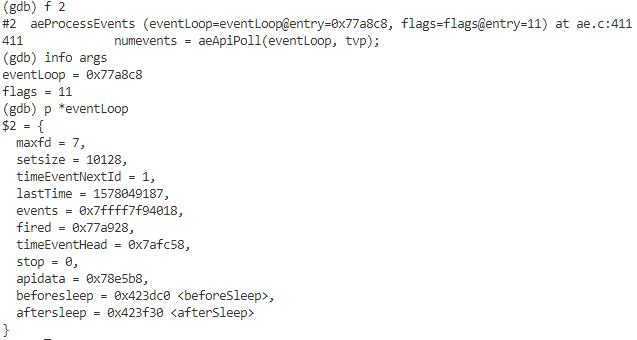 (gdb) f 2
#2  aeProcessEvents (eventLoop=eventLoop@entry=0x77a8c8, flags=flags@entry=11) at ae.c:411
411             numevents = aeApiPoll(eventLoop, tvp);
(gdb) info args
eventLoop = 0x77a8c8
flags = 11
(gdb) p *eventLoop
$2 = {
  maxfd = 7,
  setsize = 10128,
  timeEventNextId = 1,
  lastTime = 1578049187,
  events = 0x7ffff7f94018,
  fired = 0x77a928,
  timeEventHead = 0x7afc58,
  stop = 0,
  apidata = 0x78e5b8,
  beforesleep = 0x423dc0 <beforeSleep>,
  aftersleep = 0x423f30 <afterSleep>
}